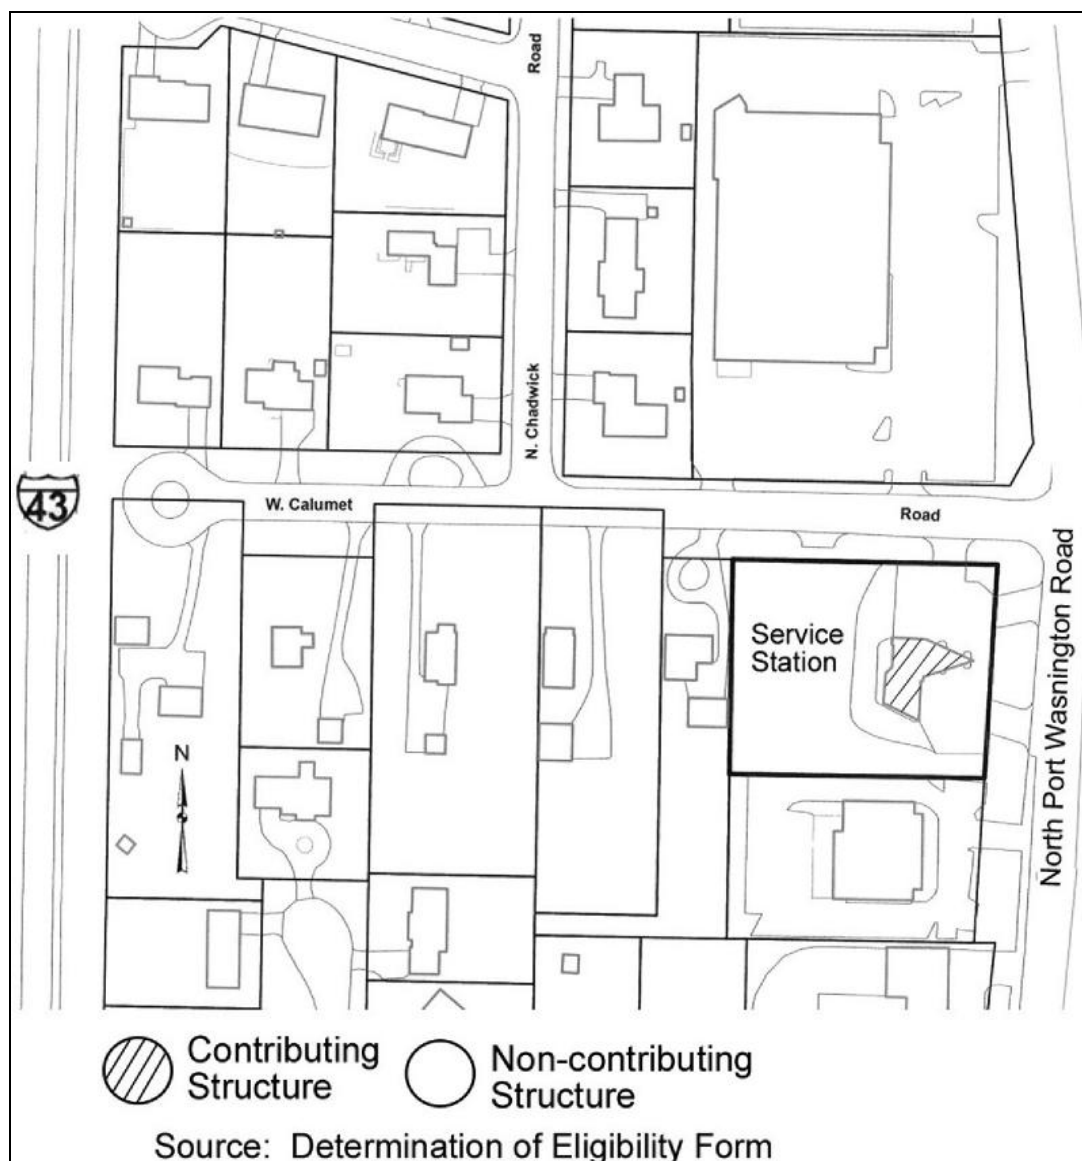 Road
N. Chadwick
43
W. Calumet
Road
Service
Station
North Port Wasnington Road
N
Contributing
Structure
Non-contributing
Structure
Source: Determination of Eligibility Form